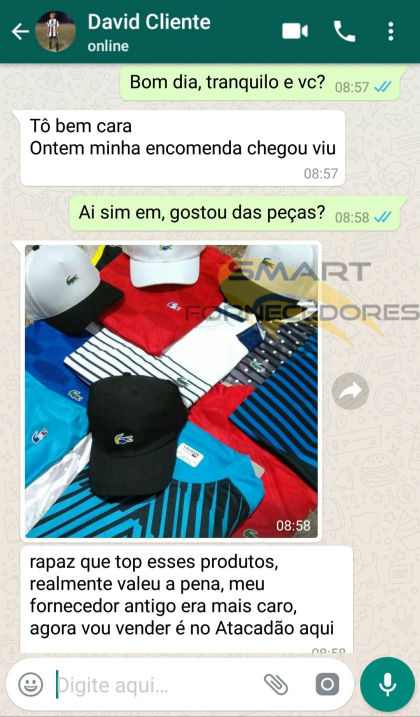 David Cliente
online
Bom dia, tranquilo e vc? 08:57
Tô bem cara
Ontem minha encomenda chegou viu
08:57
Ai sim em, gostou das peças? 08:58
SMART
FORNECEDORES
08:58
rapaz que top esses produtos,
realmente valeu a pena, meu
fornecedor antigo era mais caro,
agora vou vender é no Atacadão aqui
08:58
Digite aqui...